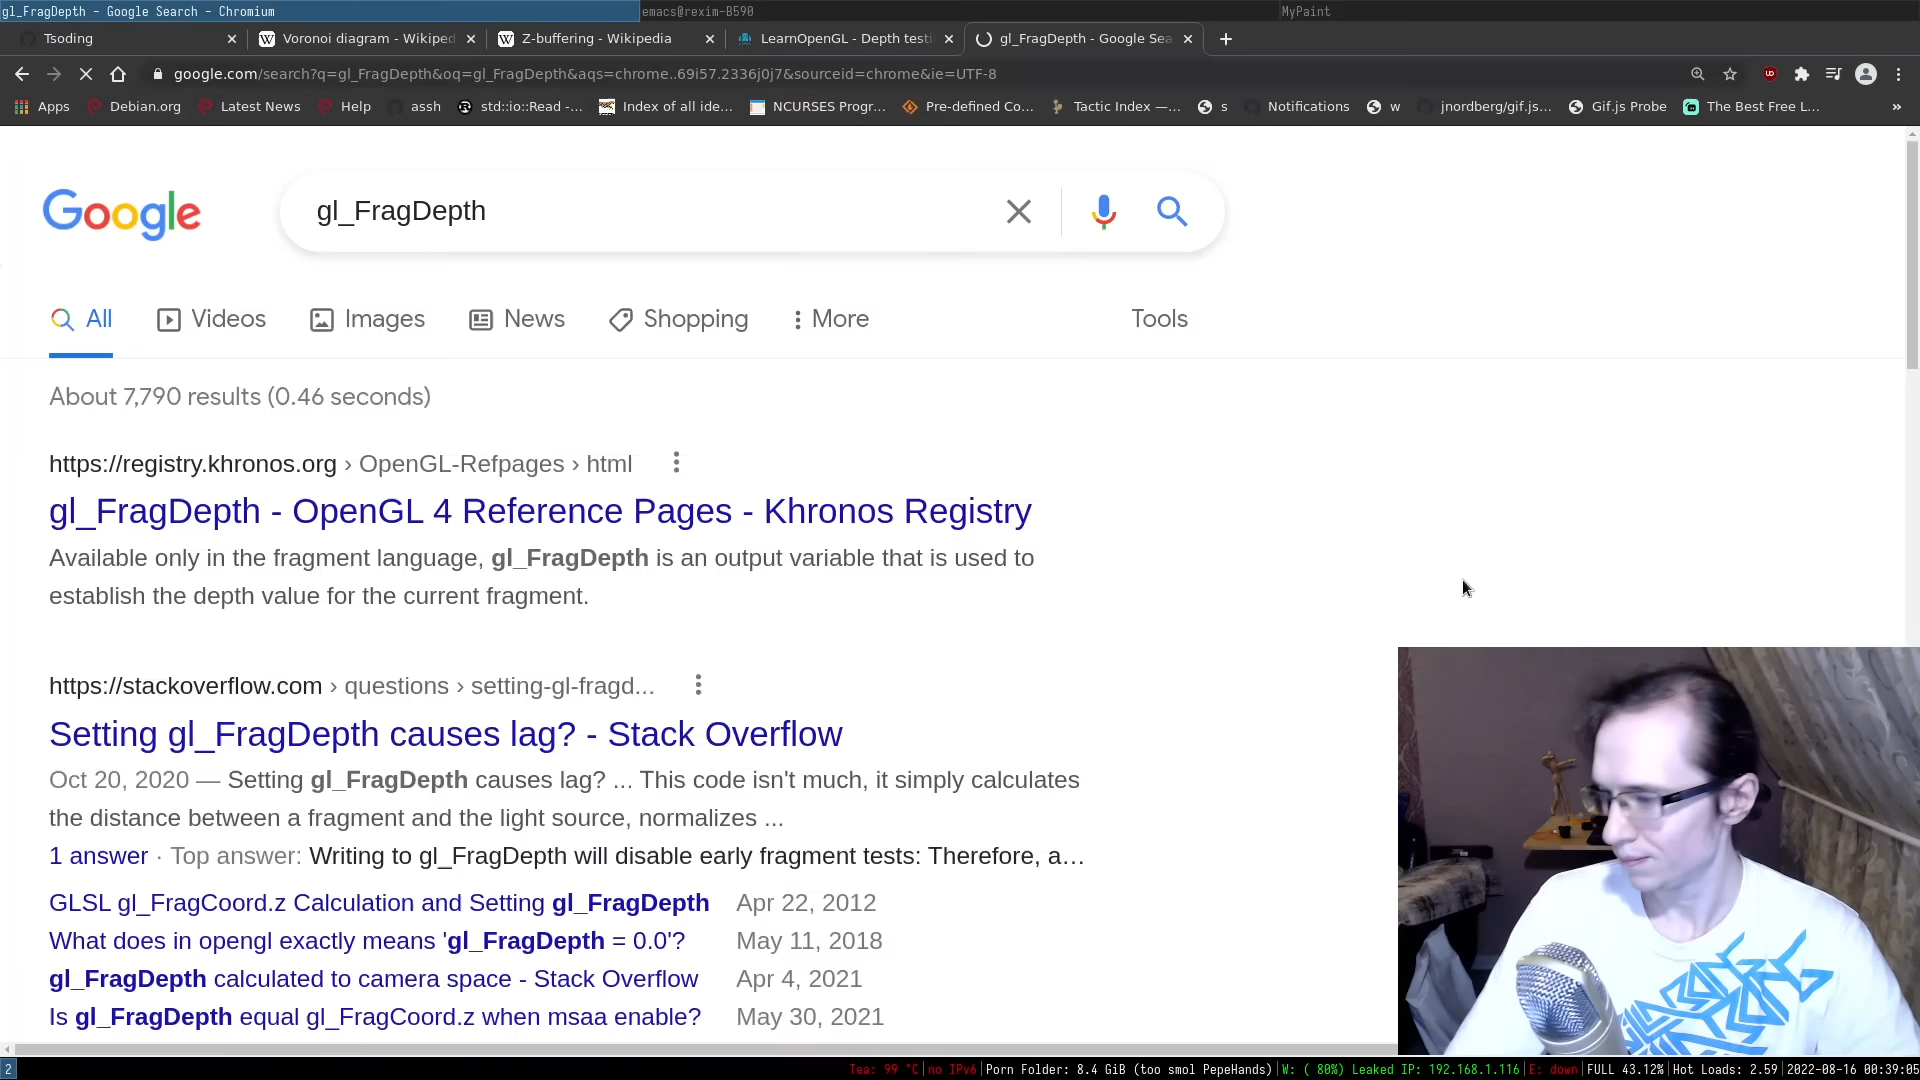 gl_FragDepth - Google Search - Chromium
emacs@rexim-B590
MyPaint
Tsoding
Voronoi diagram - Wikiped
Z-buffering - Wikipedia
LearnOpenGL - Depth testi
gl_FragDepth - Google Sea
google.com/search?q=gl_FragDepth&oq=gl_FragDepth&aqs=chrome..69i57.2336j0j7&sourceid=chrome&ie=UTF-8
Apps
Debian.org
Latest News
Help
assh
std::io::Read -...
Index of all ide...
NCURSES Progr...
Pre-defined Co...
Tactic Index —...
s
Notifications
w
jnordberg/gif.js...
Gif.js Probe
The Best Free L...
»
Google
gl_FragDepth
All
Videos
Images
News
Shopping
More
Tools
About 7,790 results (0.46 seconds)
https://registry.khronos.org › OpenGL-Refpages › html
gl_FragDepth - OpenGL 4 Reference Pages - Khronos Registry
Available only in the fragment language, gl_FragDepth is an output variable that is used to
establish the depth value for the current fragment.
https://stackoverflow.com › questions › setting-gl-fragd...
Setting gl_FragDepth causes lag? - Stack Overflow
Oct 20, 2020 — Setting gl_FragDepth causes lag? ... This code isn't much, it simply calculates
the distance between a fragment and the light source, normalizes ...
1 answer · Top answer: Writing to gl_FragDepth will disable early fragment tests: Therefore, a...
GLSL gl_FragCoord.z Calculation and Setting gl_FragDepth Apr 22, 2012
What does in opengl exactly means 'gl_FragDepth = 0.0'? May 11, 2018
gl_FragDepth calculated to camera space - Stack Overflow Apr 4, 2021
Is gl_FragDepth equal gl_FragCoord.z when msaa enable? May 30, 2021
2
Tea: 99 °C|no IPv6|Porn Folder: 8.4 GiB (too smol PepeHands)|W: ( 80%) Leaked IP: 192.168.1.116|E: down|FULL 43.12%|Hot Loads: 2.59|2022-08-16 00:39:05